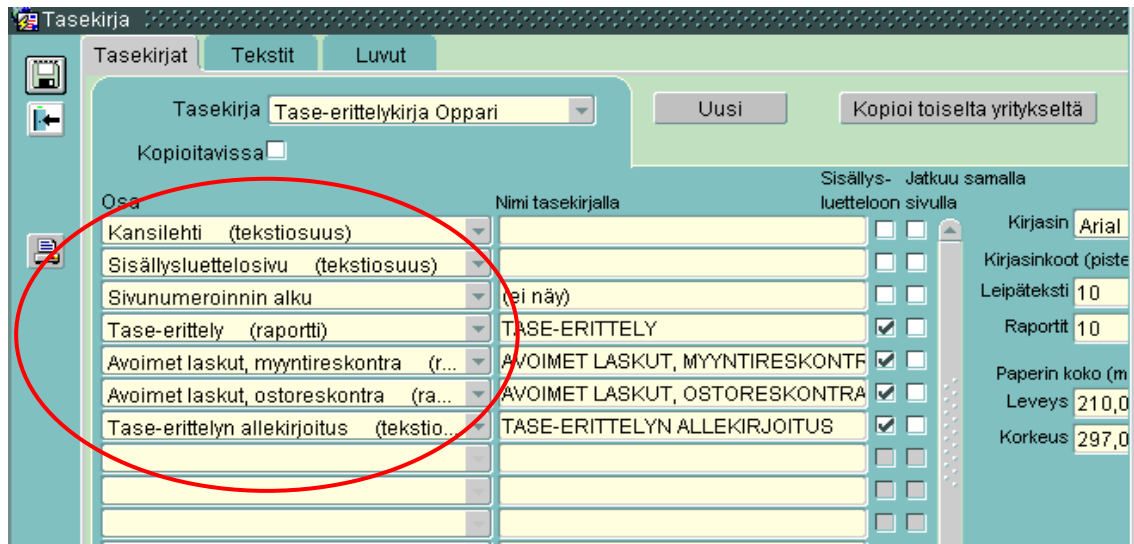 Tasekirja
Tasekirjat Tekstit Luvut
Tasekirja Tase-erittelykirja Oppari Uusi Kopioi toiselta yritykseltä
Kopioitavissa
Sisällys- Jatkuu samalla
Osa Nimi tasekirjalla luetteloon sivulla
Kansilehti (tekstiosuus) Kirjasin Arial
Sisällysluettelosivu (tekstiosuus) Kirjasinkoot (piste
Sivunumeroinnin alku (ei näy) Leipäteksti 10
Tase-erittely (raportti) TASE-ERITTELY Raportit 10
Avoimet laskut, myyntireskontra (r... AVOIMET LASKUT, MYYNTIRESKONTR
Paperin koko (m
Avoimet laskut, ostoreskontra (ra... AVOIMET LASKUT, OSTORESKONTRA Leveys 210,0
Tase-erittelyn allekirjoitus (tekstio... TASE-ERITTELYN ALLEKIRJOITUS Korkeus 297,0